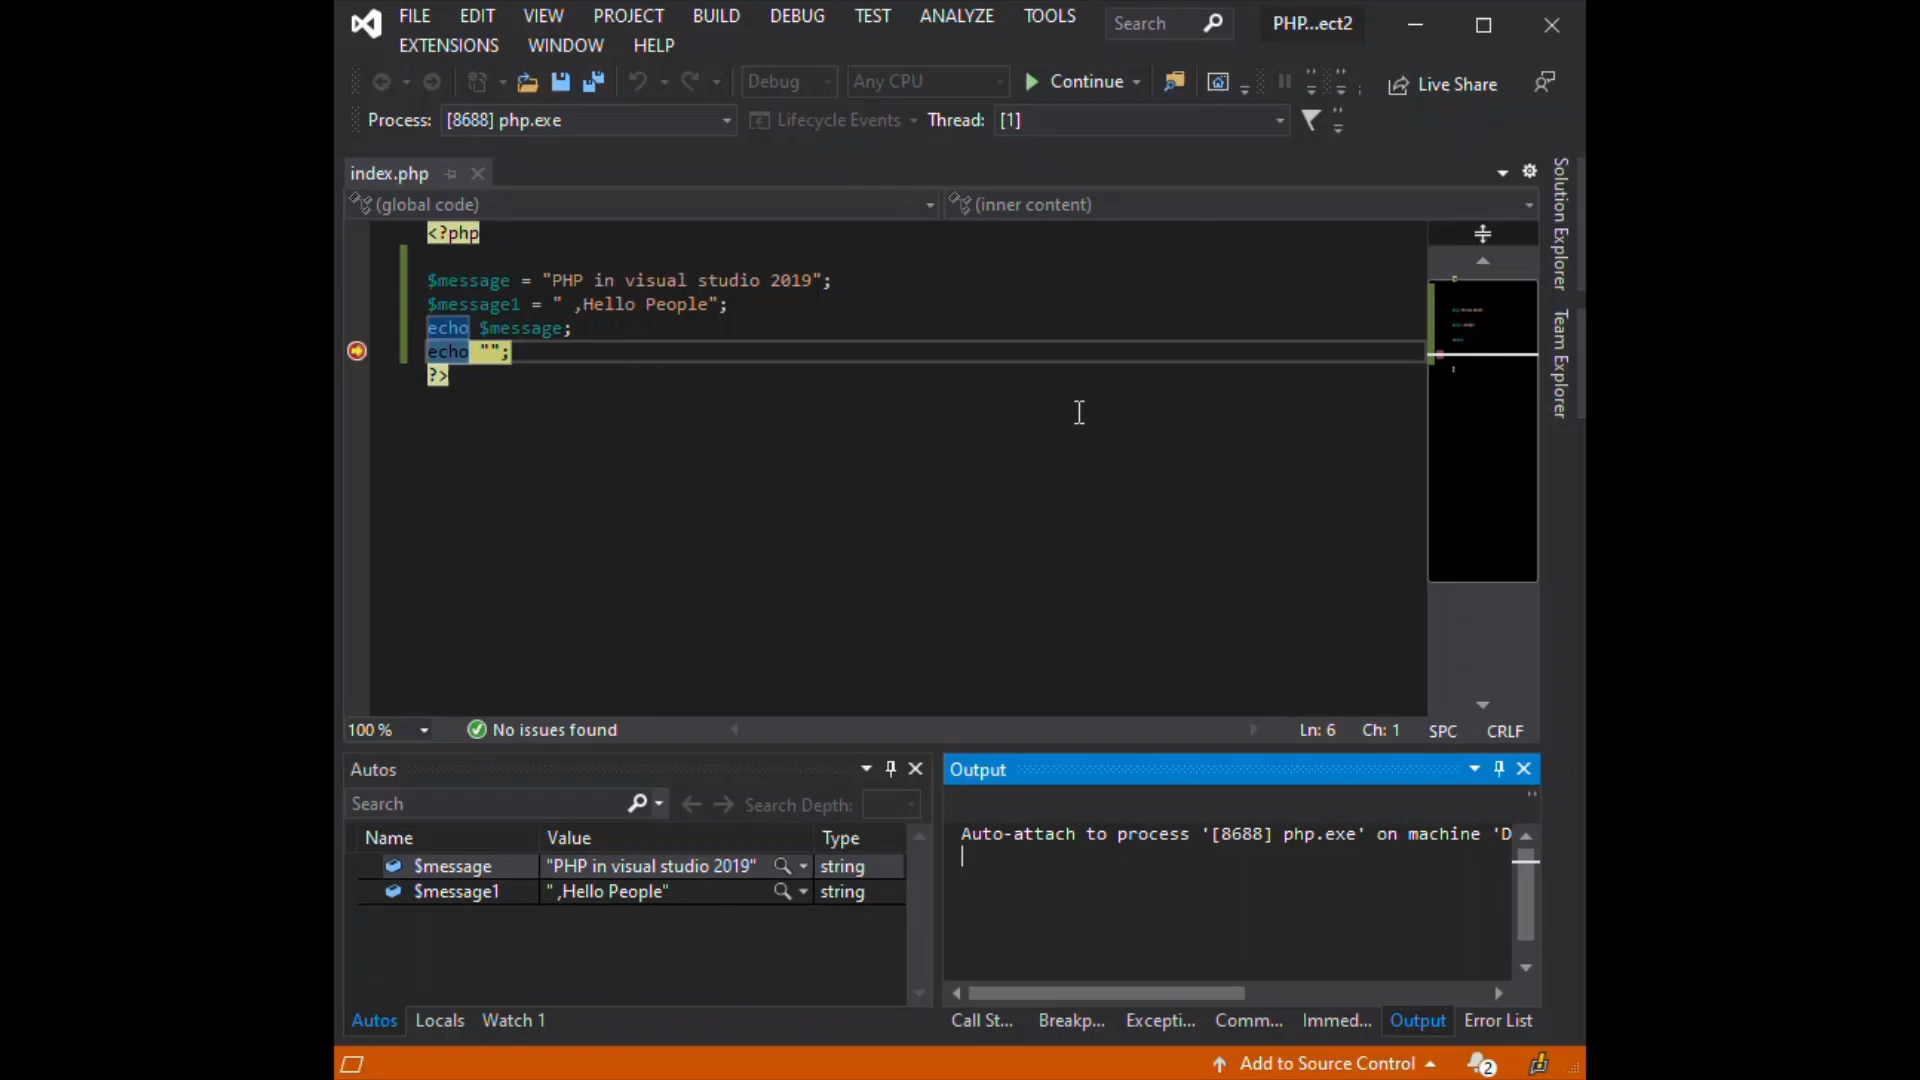 FILE EDIT VIEW PROJECT BUILD DEBUG TEST ANALYZE TOOLS Search PHP...ect2
EXTENSIONS WINDOW HELP
Debug Any CPU Continue Live Share
Process: [8688] php.exe Lifecycle Events Thread: [1]
index.php
(global code) (inner content)
<?php
$message = "PHP in visual studio 2019";
$message1 = " ,Hello People";
echo $message;
echo "";
?>
Solution Explorer
Team Explorer
100 % No issues found Ln: 6 Ch: 1 SPC CRLF
Autos
Search Search Depth:
Name Value Type
$message "PHP in visual studio 2019" string
$message1 " ,Hello People" string
Autos Locals Watch 1
Output
Auto-attach to process '[8688] php.exe' on machine 'D
Call St... Breakp... Excepti... Comm... Immed... Output Error List
Add to Source Control 2